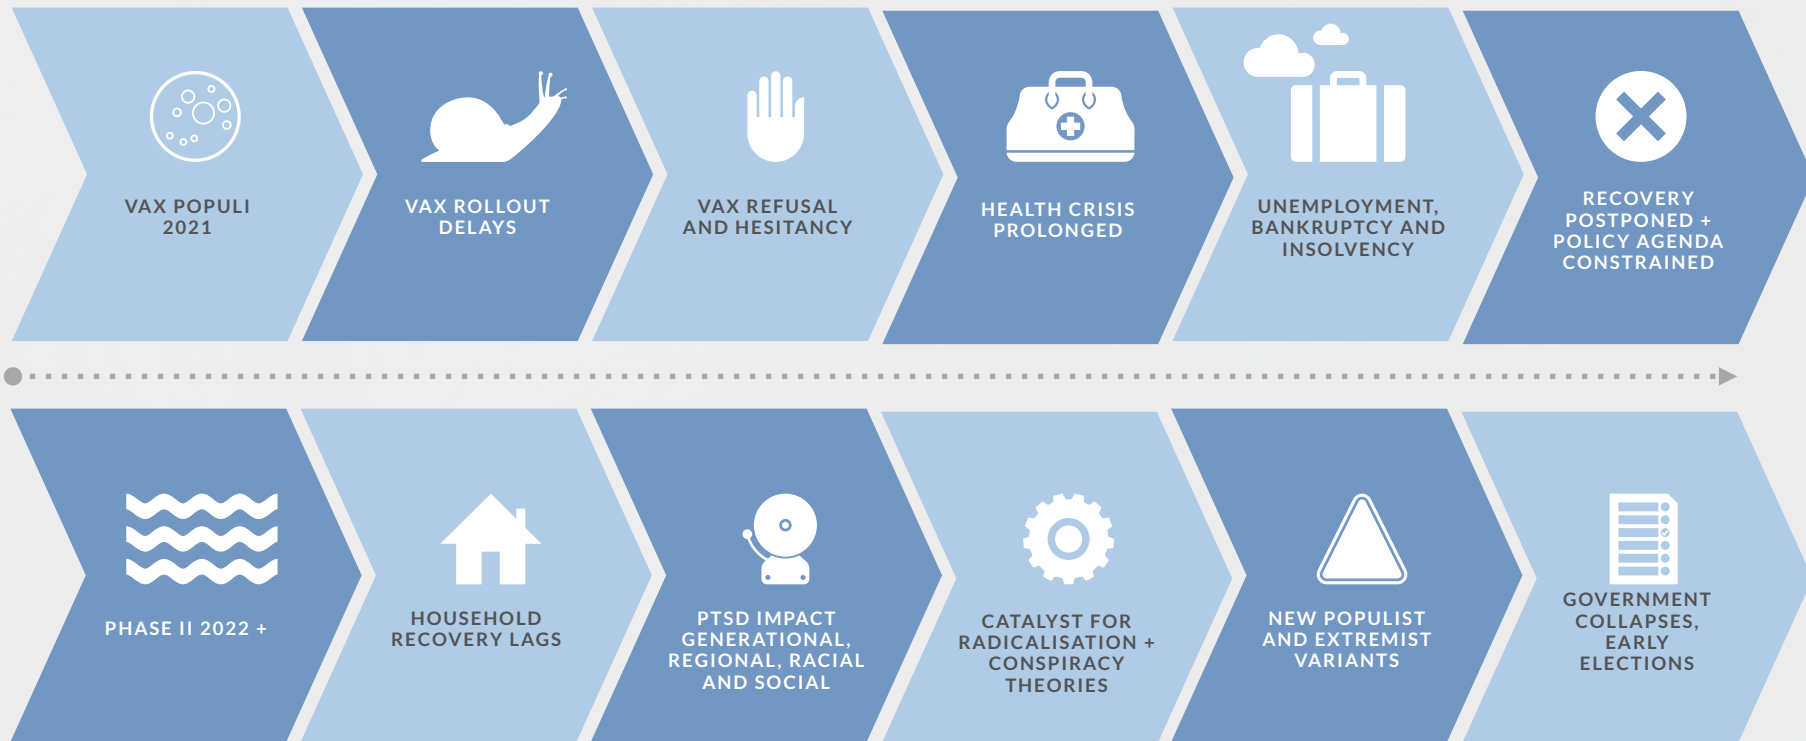 VAX POPULI
2021
VAX ROLLOUT
DELAYS
VAX REFUSAL
AND HESITANCY
HEALTH CRISIS
PROLONGED
UNEMPLOYMENT,
BANKRUPTCY AND
INSOLVENCY
RECOVERY
POSTPONED +
POLICY AGENDA
CONSTRAINED
PHASE II 2022 +
HOUSEHOLD
RECOVERY LAGS
PTSD IMPACT
GENERATIONAL,
REGIONAL, RACIAL
AND SOCIAL
CATALYST FOR
RADICALISATION +
CONSPIRACY
THEORIES
NEW POPULIST
AND EXTREMIST
VARIANTS
GOVERNMENT
COLLAPSES,
EARLY
ELECTIONS